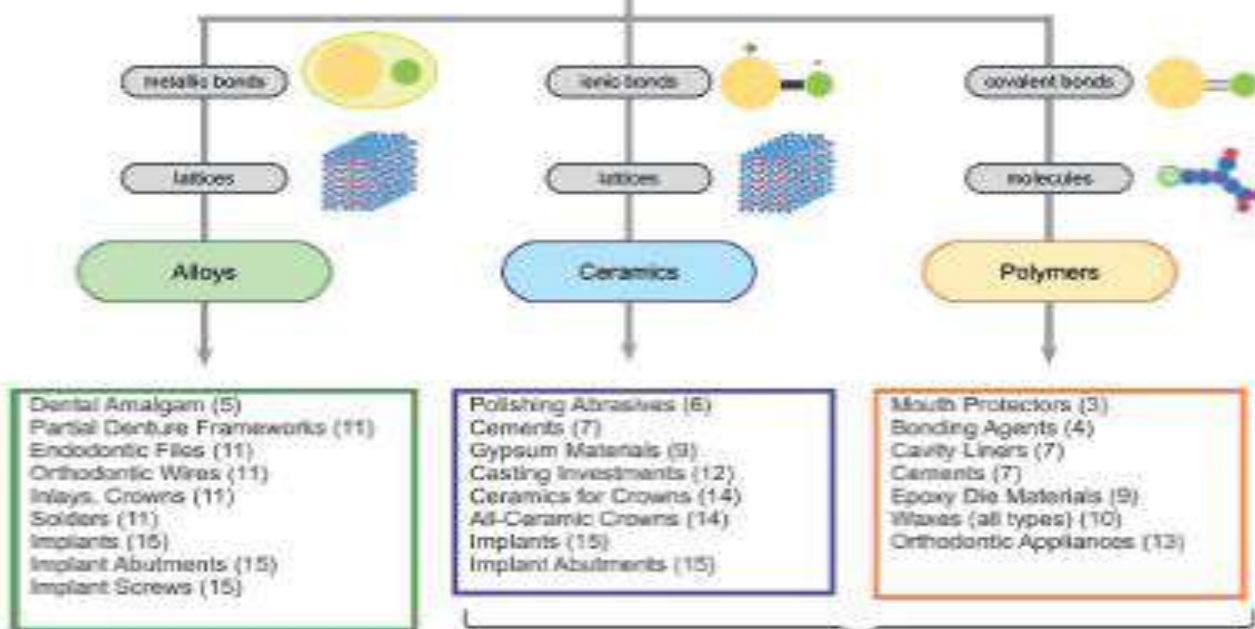 metallic bonds
ionic bonds
covalent bonds
lattices
lattices
molecules
Alloys
Ceramics
Polymers
Dental Amalgam (5)
Partial Denture Frameworks (11)
Endodontic Files (11)
Orthodontic Wires (11)
Inlays, Crowns (11)
Solders (11)
Implants (15)
Implant Abutments (15)
Implant Screws (15)
Polishing Abrasives (6)
Cements (7)
Gypsum Materials (9)
Casting Investments (12)
Ceramics for Crowns (14)
All-Ceramic Crowns (14)
Implants (15)
Implant Abutments (15)
Mouth Protectors (3)
Bonding Agents (4)
Cavity Liners (7)
Cements (7)
Epoxy Die Materials (9)
Waxes (all types) (10)
Orthodontic Appliances (13)